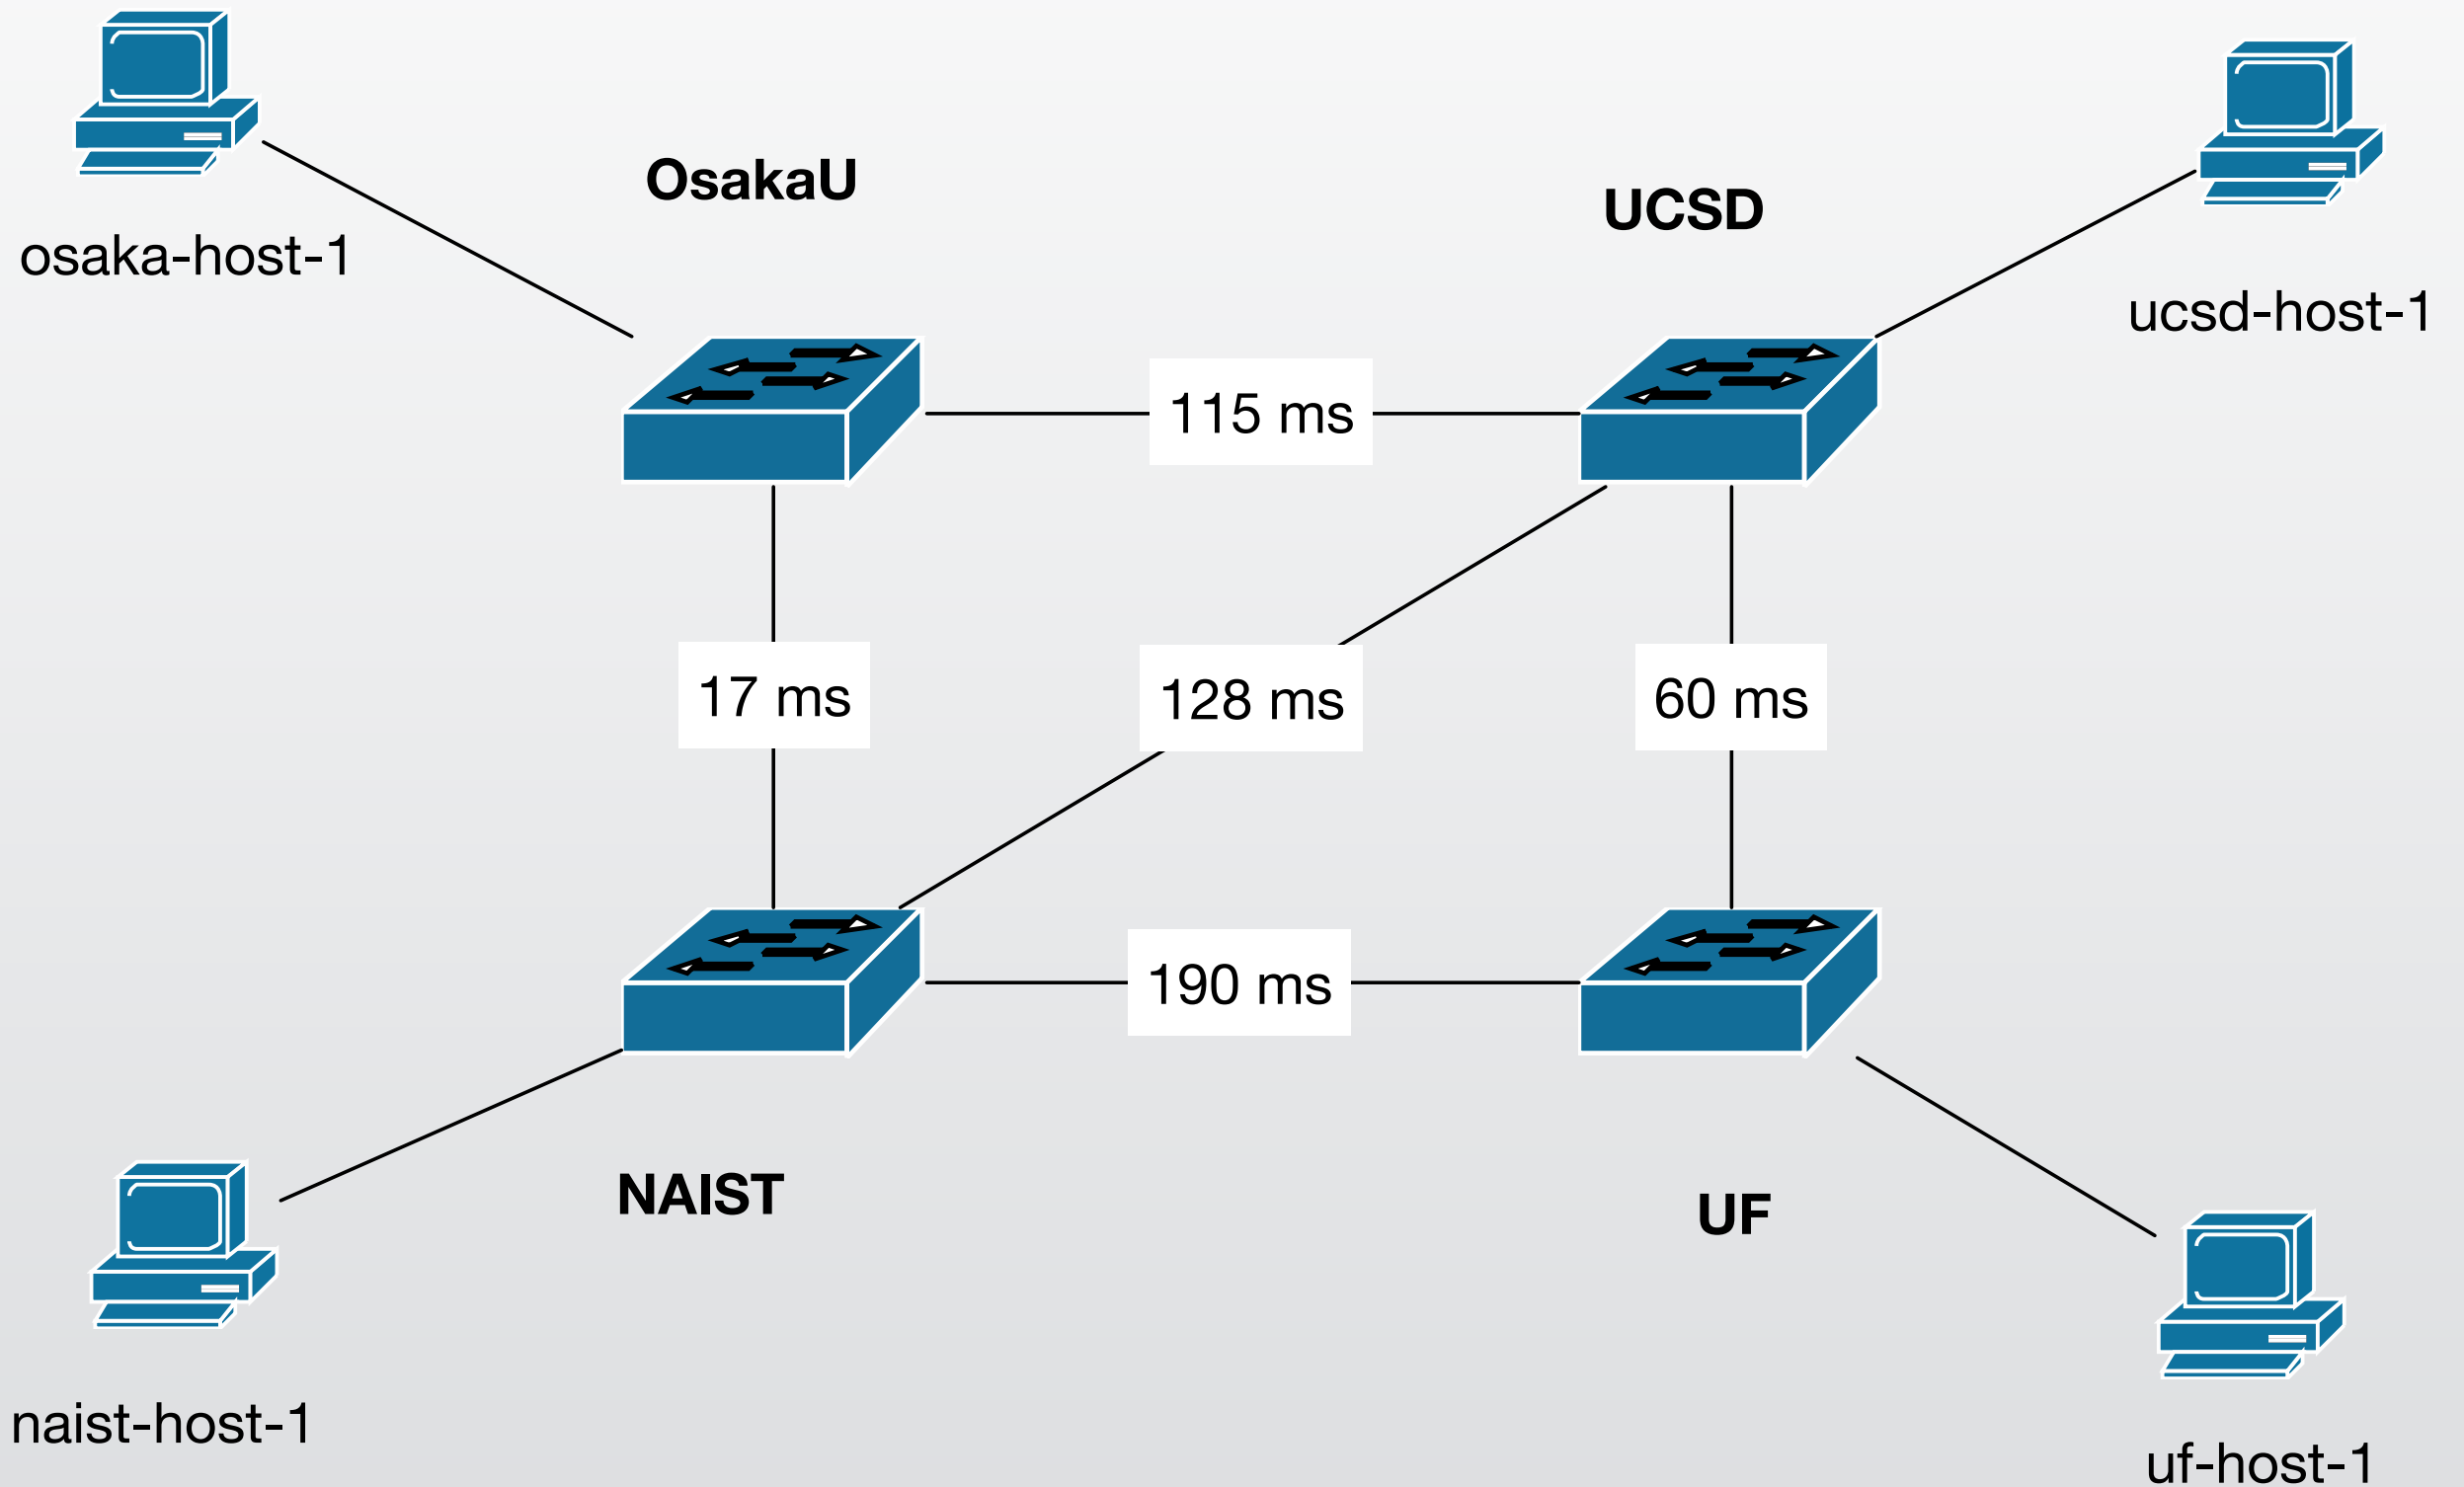 OsakaU
UCSD
osaka-host-1
ucsd-host-1
115 ms
17 ms
128 ms
60 ms
190 ms
NAIST
UF
naist-host-1
uf-host-1